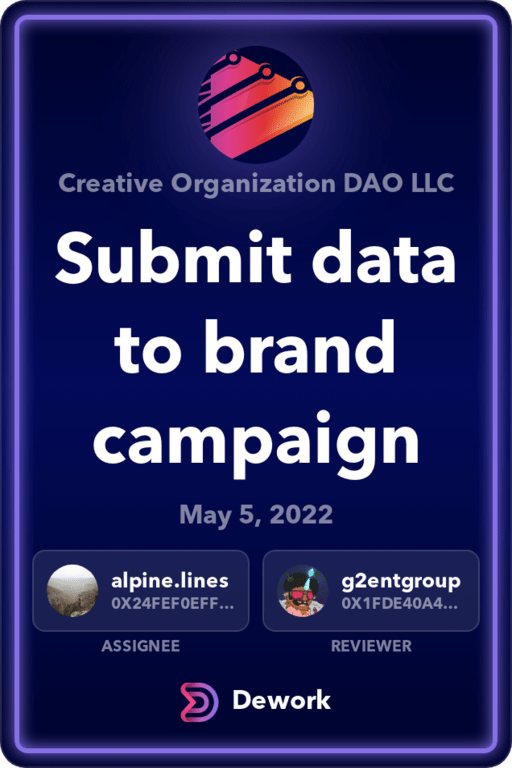 Creative Organization DAO LLC
Submit data
to brand
campaign
May 5, 2022
alpine.lines
0X24FEF0EFF...
ASSIGNEE
g2entgroup
0X1FDE40A4...
REVIEWER
Dework